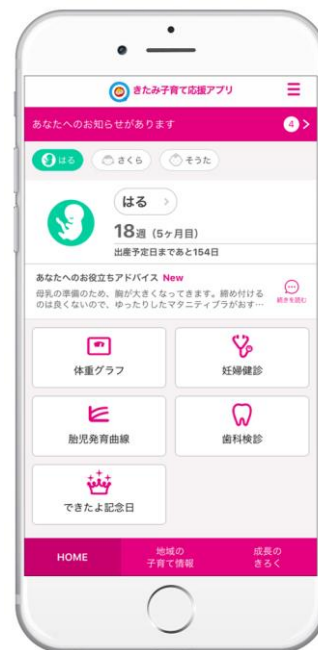 きたみ子育て応援アプリ
あなたへのお知らせがあります 4
はる さくら そうた
はる
18週（5ヶ月目）
出産予定日まであと154日
あなたへのお役立ちアドバイス New
母乳の準備のため、胸が大きくなってきます。締め付ける
のは良くないので、ゆったりしたマタニティブラがおす…
続きを読む
体重グラフ 妊婦健診
胎児発育曲線 歯科検診
できたよ記念日
HOME
地域の
子育て情報
成長の
きろく